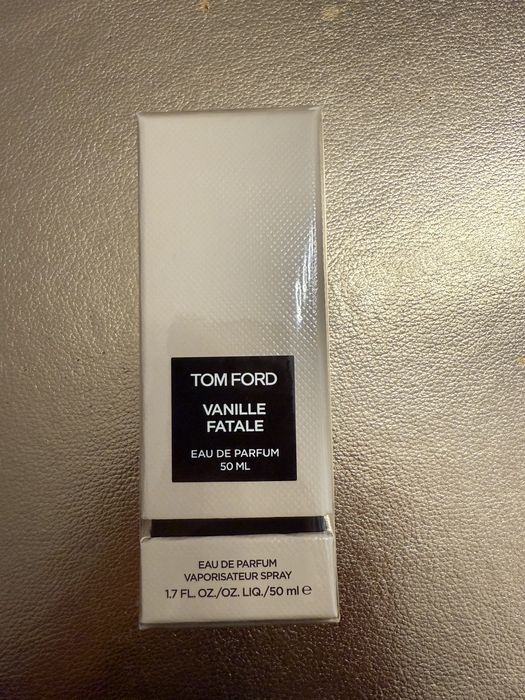 TOM FORD
VANILLE
FATALE
EAU DE PARFUM
50 ML
EAU DE PARFUM
VAPORISATEUR SPRAY
1.7 FL. OZ./OZ. LIQ./50 ml ℮